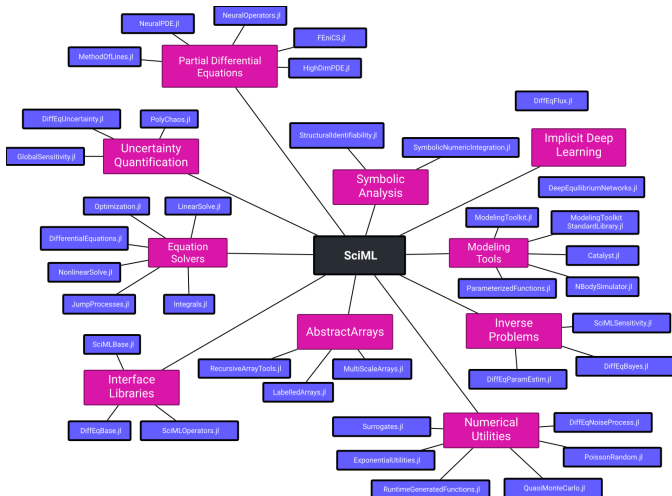 NeuralOperators.jl
NeuralPDE.jl
FEniCS.jl
MethodOfLines.jl
Partial Differential
Equations
HighDimPDE.jl
DiffEqFlux.jl
DiffEqUncertainty.jl
PolyChaos.jl
StructuralIdentifiability.jl
Uncertainty
Quantification
GlobalSensitivity.jl
SymbolicNumericIntegration.jl
Implicit Deep
Learning
Symbolic
Analysis
DeepEquilibriumNetworks.jl
Optimization.jl
LinearSolve.jl
ModelingToolkit.jl
ModelingToolkit
StandardLibrary.jl
DifferentialEquations.jl
Equation
Solvers
SciML
Modeling
Tools
Catalyst.jl
NonlinearSolve.jl
JumpProcesses.jl
Integrals.jl
ParameterizedFunctions.jl
NBodySimulator.jl
SciMLBase.jl
AbstractArrays
Inverse
Problems
SciMLSensitivity.jl
RecursiveArrayTools.jl
MultiScaleArrays.jl
LabelledArrays.jl
DiffEqParamEstim.jl
DiffEqBayes.jl
Interface
Libraries
DiffEqBase.jl
SciMLOperators.jl
Surrogates.jl
Numerical
Utilities
DiffEqNoiseProcess.jl
ExponentialUtilities.jl
PoissonRandom.jl
RuntimeGeneratedFunctions.jl
QuasiMonteCarlo.jl